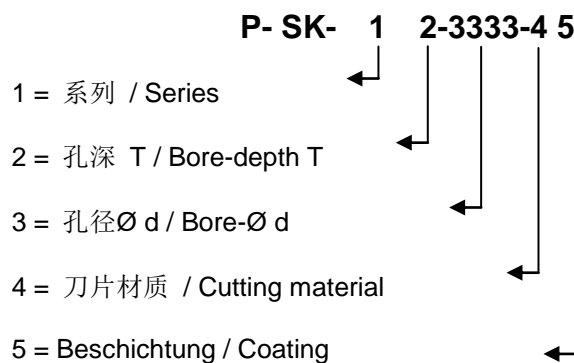 P- SK- 1 2-3333-4 5
1 = 系列 / Series
2 = 孔深 T / Bore-depth T
3 = 孔径Ø d / Bore-Ø d
4 = 刀片材质 / Cutting material
5 = Beschichtung / Coating